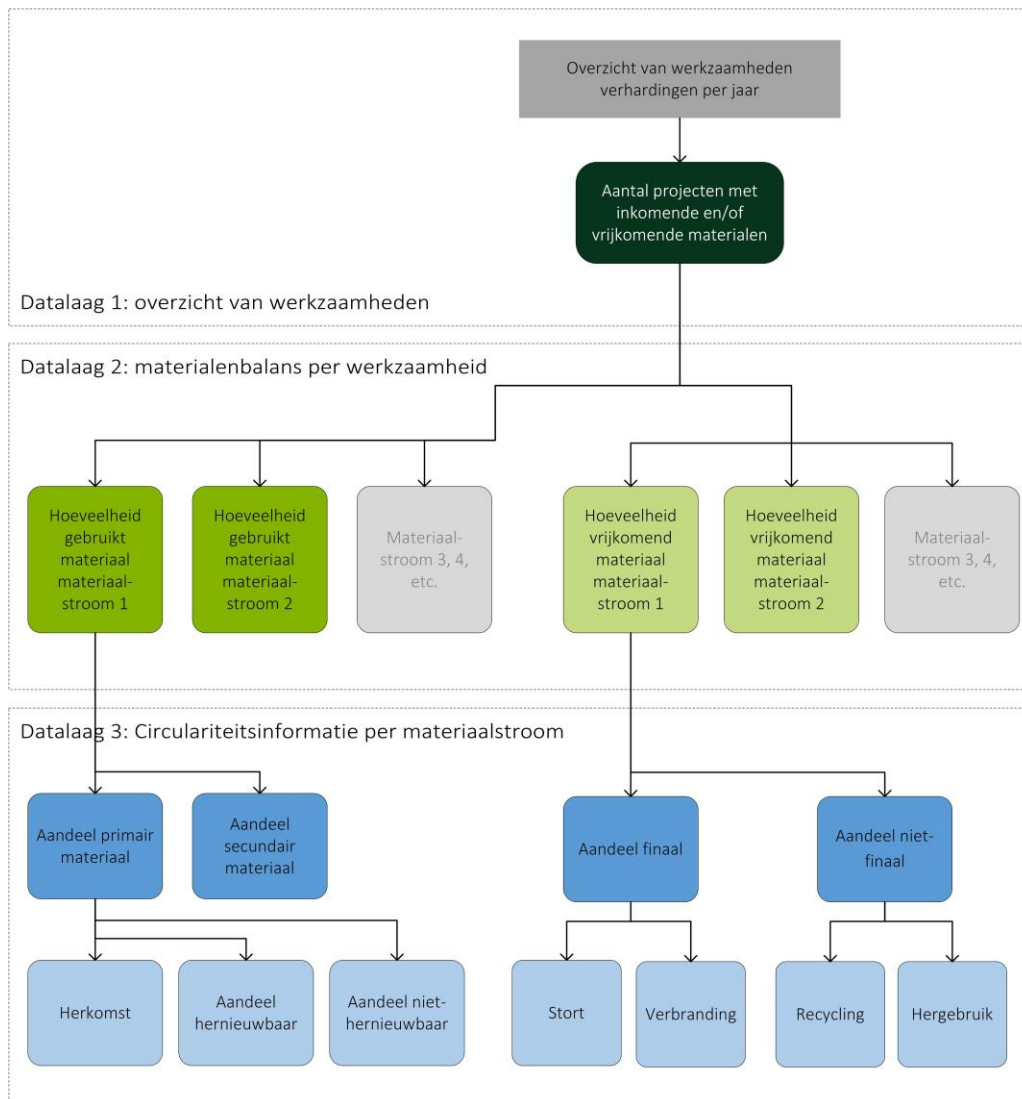 Overzicht van werkzaamheden
verhardingen per jaar
Aantal projecten met
inkomende en/of
vrijkomende materialen
Datalaag 1: overzicht van werkzaamheden
Datalaag 2: materialenbalans per werkzaamheid
Hoeveelheid
gebruikt
materiaal
materiaal-
stroom 1
Hoeveelheid
gebruikt
materiaal
materiaal-
stroom 2
Materiaal-
stroom 3, 4,
etc.
Hoeveelheid
vrijkomend
materiaal
materiaal-
stroom 1
Hoeveelheid
vrijkomend
materiaal
materiaal-
stroom 2
Materiaal-
stroom 3, 4,
etc.
Datalaag 3: Circulariteitsinformatie per materiaalstroom
Aandeel primair
materiaal
Aandeel
secundair
materiaal
Aandeel finaal
Aandeel niet-
finaal
Herkomst
Aandeel
hernieuwbaar
Aandeel niet-
hernieuwbaar
Stort
Verbranding
Recycling
Hergebruik